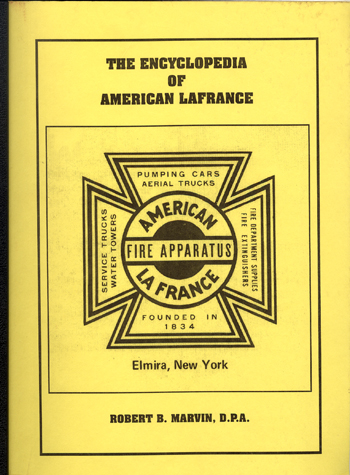 THE ENCYCLOPEDIA
OF
AMERICAN LAFRANCE
PUMPING CARS
AERIAL TRUCKS
SERVICE TRUCKS
WATER TOWERS
AMERICAN
FIRE APPARATUS
LA FRANCE
FIRE DEPARTMENT SUPPLIES
FIRE EXTINGUISHERS
FOUNDED IN
1834
Elmira, New York
ROBERT B. MARVIN, D.P.A.